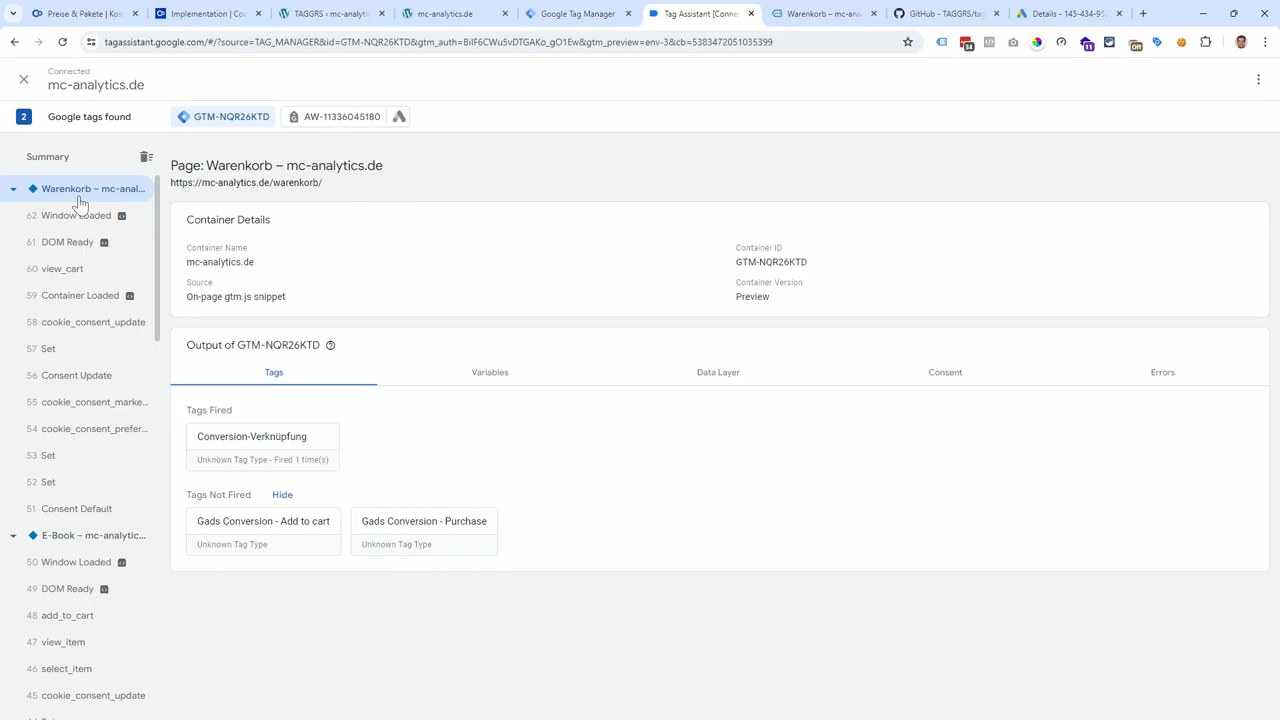 Preise & Pakete | Kos
Implementation | Co
TAGGRS - mc-analyti
mc-analytics.de
Google Tag Manager
Tag Assistant [Conne
Warenkorb – mc-ana
GitHub - TAGGRS/tag
Details - 145-434-95
tagassistant.google.com/#/?source=TAG_MANAGER&id=GTM-NQR26KTD&gtm_auth=BiIF6CWu5vDTGAKo_gO1Ew&gtm_preview=env-3&cb=5383472051035399
14
11
Off
Connected
mc-analytics.de
2 Google tags found
GTM-NQR26KTD
AW-11336045180
Summary
Warenkorb – mc-anal...
62 Window Loaded
61 DOM Ready
60 view_cart
59 Container Loaded
58 cookie_consent_update
57 Set
56 Consent Update
55 cookie_consent_marke...
54 cookie_consent_prefer...
53 Set
52 Set
51 Consent Default
E-Book – mc-analytic...
50 Window Loaded
49 DOM Ready
48 add_to_cart
47 view_item
46 select_item
45 cookie_consent_update
Page: Warenkorb – mc-analytics.de
https://mc-analytics.de/warenkorb/
Container Details
Container Name
mc-analytics.de
Container ID
GTM-NQR26KTD
Source
On-page gtm.js snippet
Container Version
Preview
Output of GTM-NQR26KTD
Tags
Variables
Data Layer
Consent
Errors
Tags Fired
Conversion-Verknüpfung
Unknown Tag Type - Fired 1 time(s)
Tags Not Fired Hide
Gads Conversion - Add to cart
Unknown Tag Type
Gads Conversion - Purchase
Unknown Tag Type